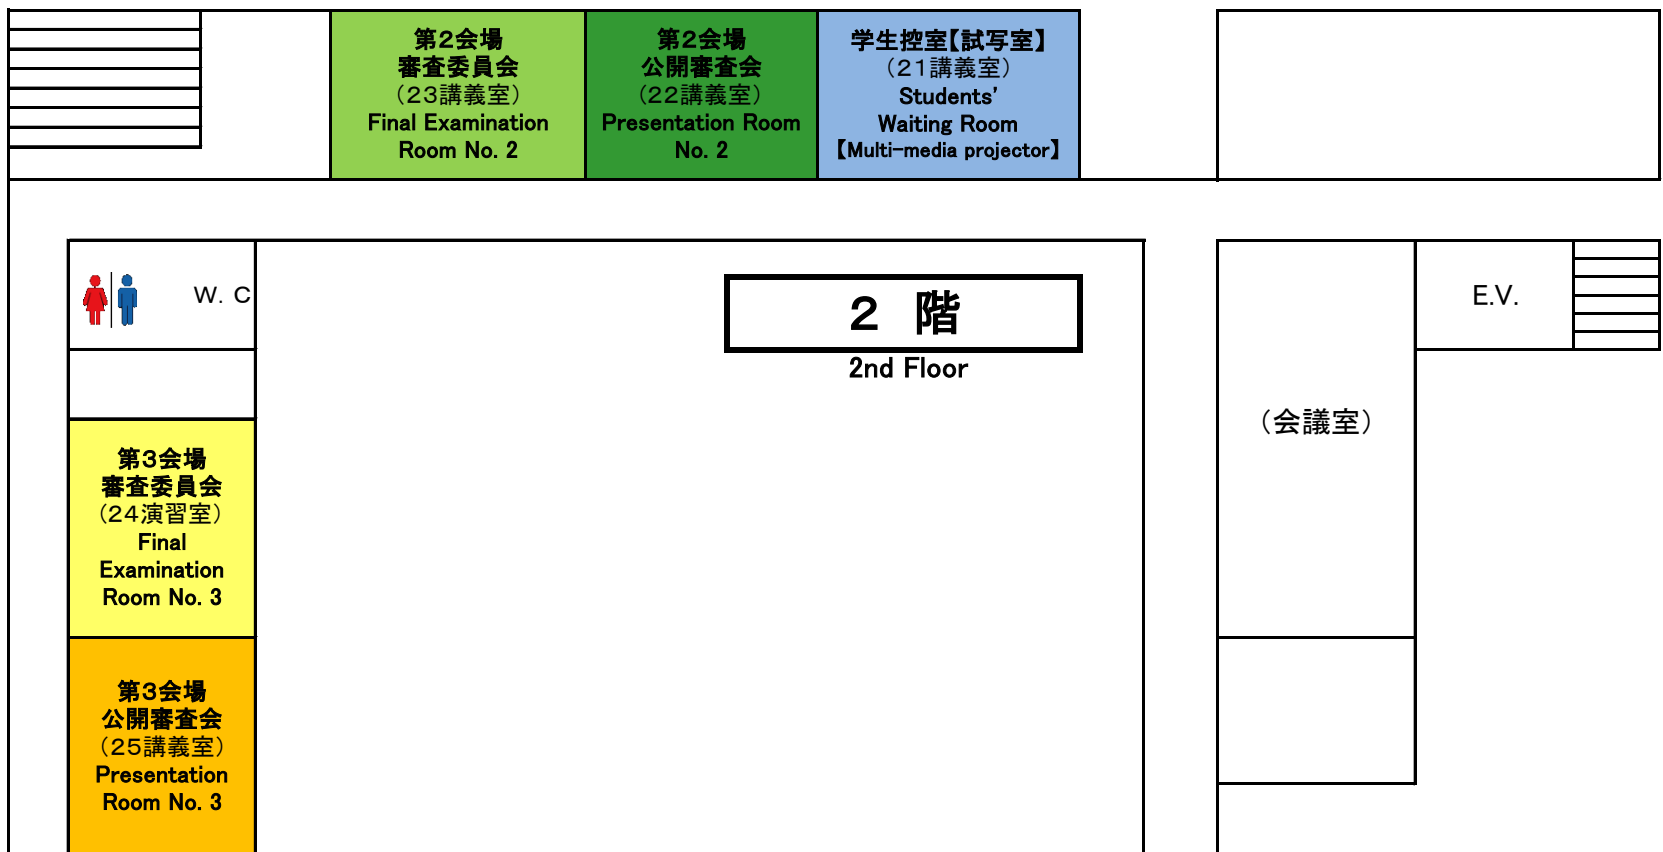 第２会場
審査委員会
（２３講義室）
Final Examination
Room No. 2
第２会場
公開審査会
（２２講義室）
Presentation Room
No. 2
学生控室【試写室】
（２１講義室）
Students'
Waiting Room
【Multi-media projector】
Ｗ．Ｃ
２　階
2nd Floor
E.V.
（会議室）
第３会場
審査委員会
（２４演習室）
Final
Examination
Room No. 3
第３会場
公開審査会
（２５講義室）
Presentation
Room No. 3